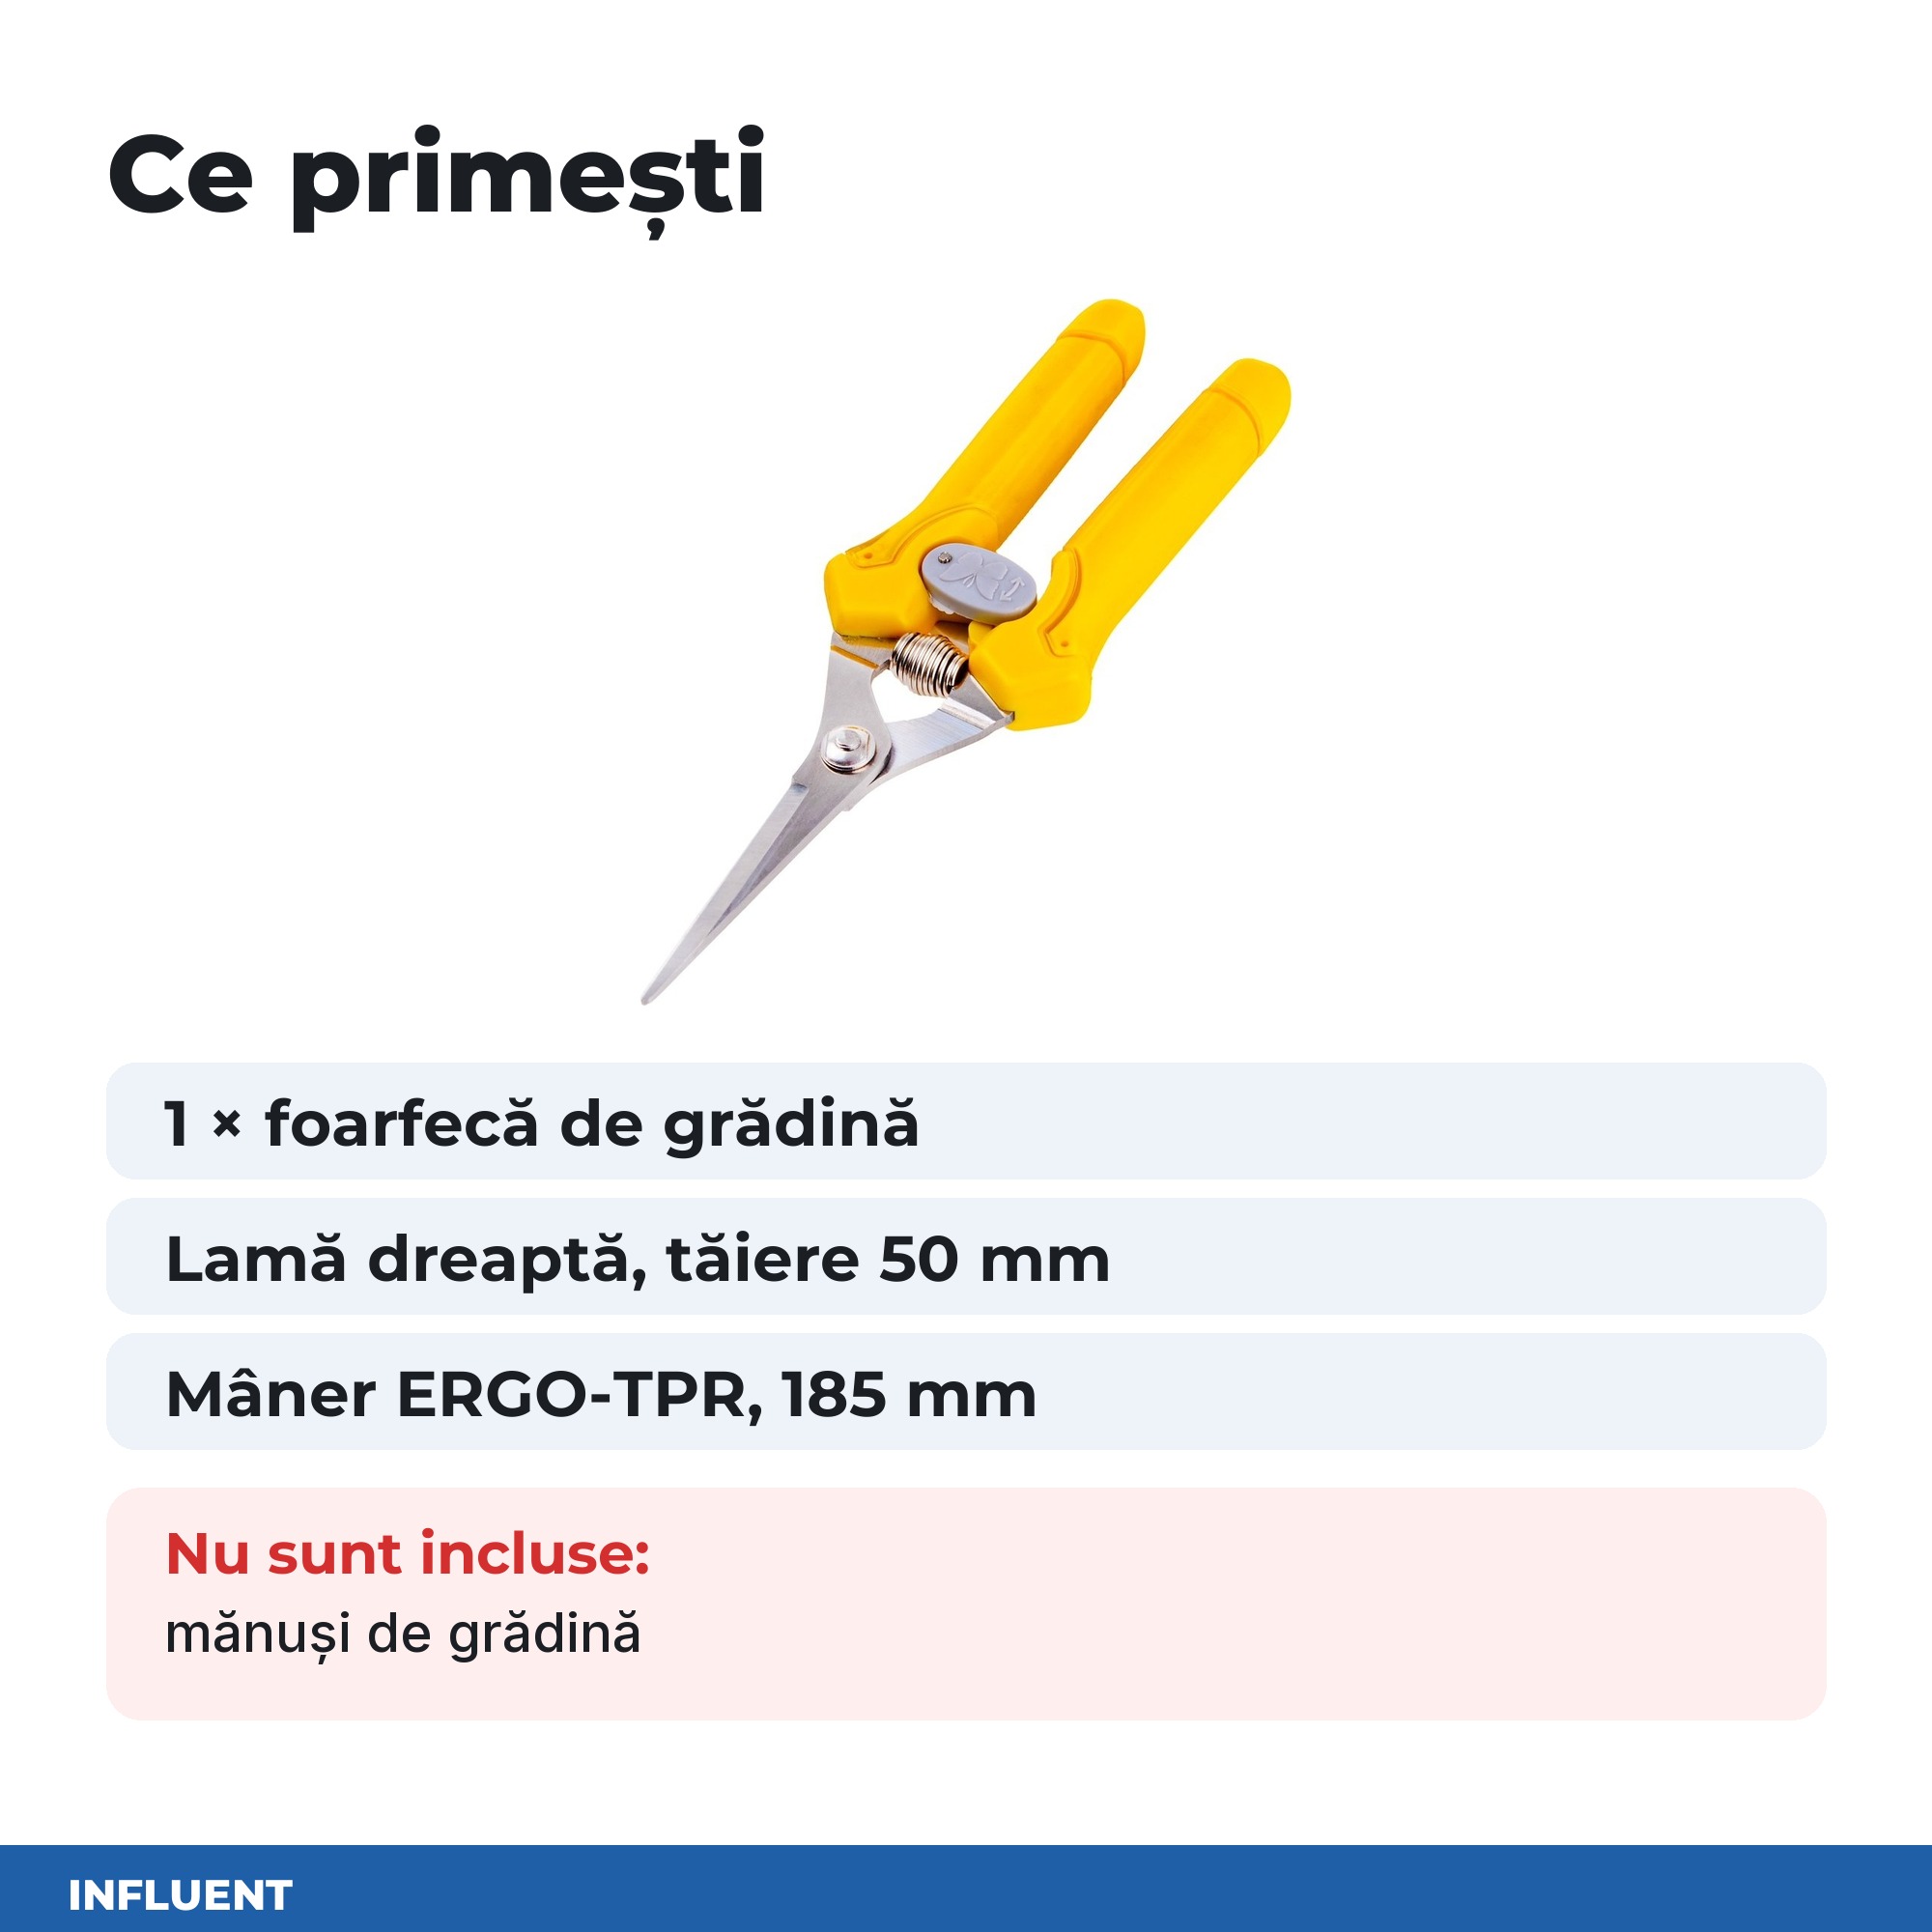 Ce primești
1 × foarfecă de grădină
Lamă dreaptă, tăiere 50 mm
Mâner ERGO-TPR, 185 mm
Nu sunt incluse:
mănuși de grădină
INFLUENT